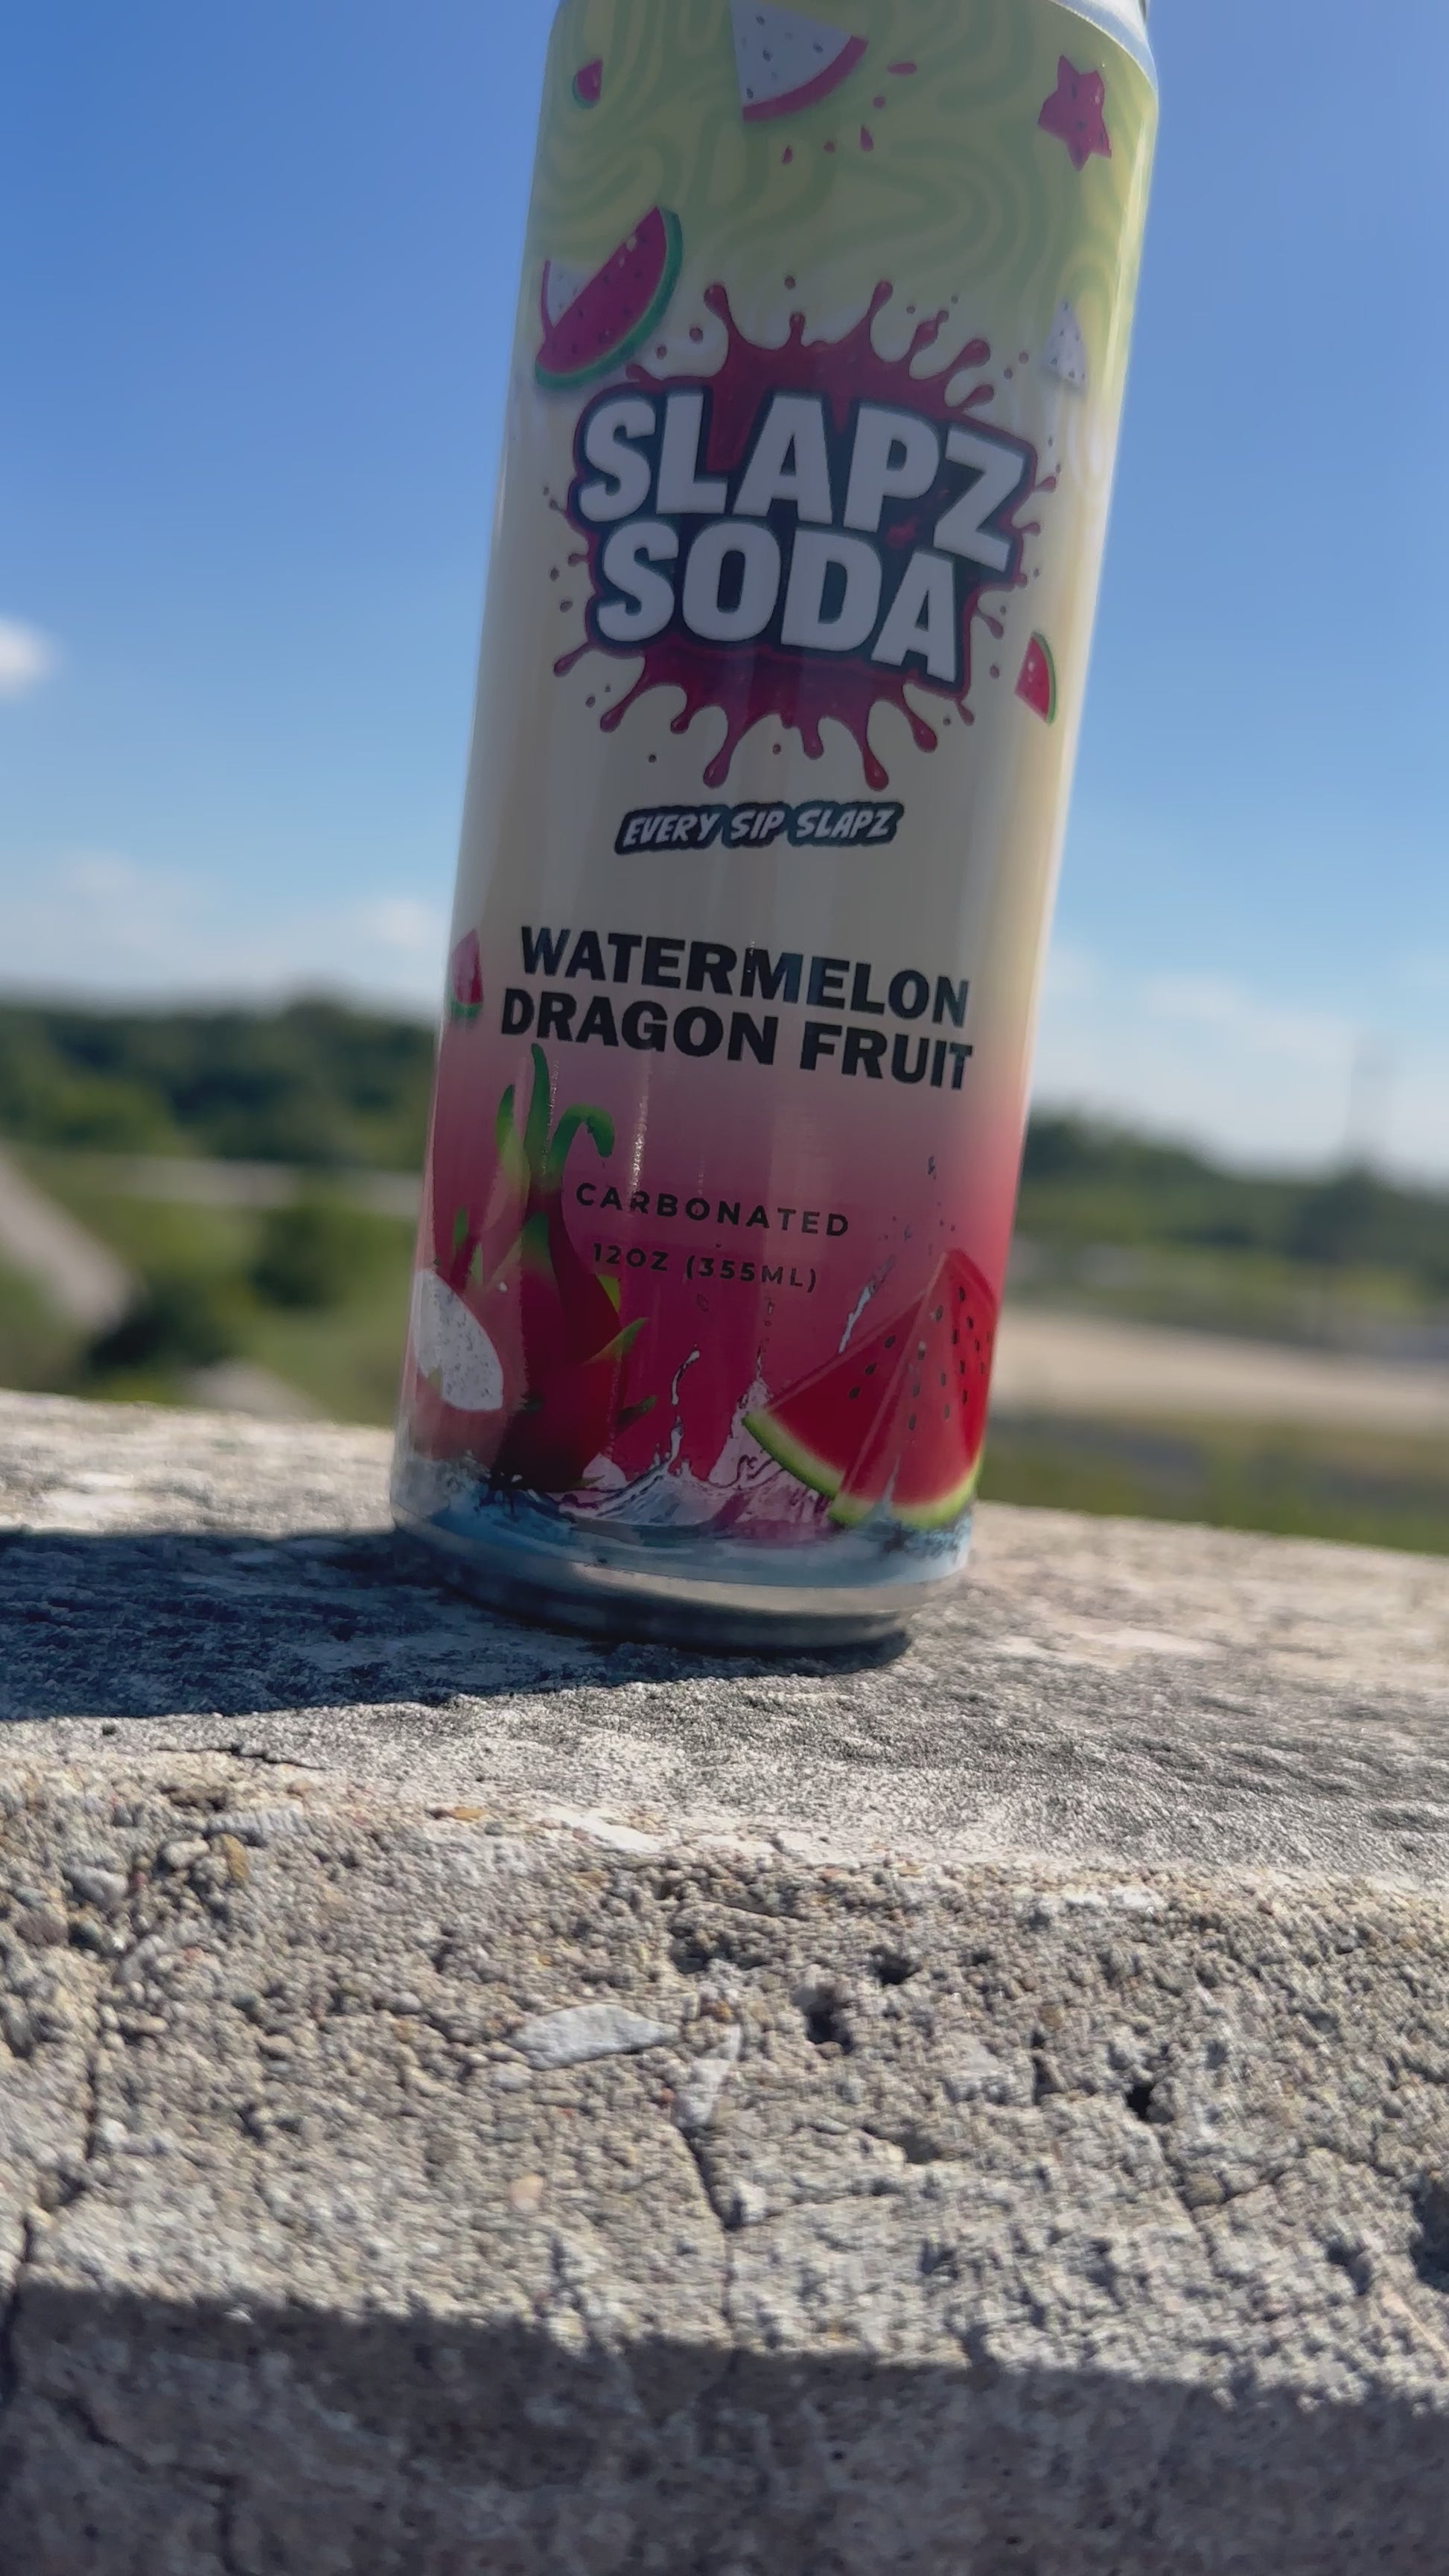 SLAPZ
SODA
EVERY SIP SLAPZ
WATERMELON
DRAGON FRUIT
CARBONATED
12OZ (355ML)